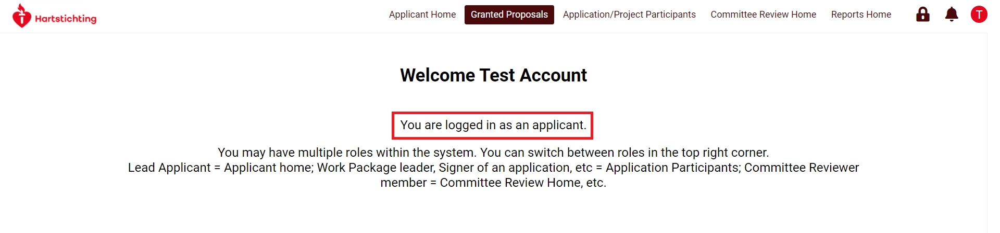 Hartstichting
Applicant Home Granted Proposals Application/Project Participants Committee Review Home Reports Home T
Welcome Test Account
You are logged in as an applicant.
You may have multiple roles within the system. You can switch between roles in the top right corner.
Lead Applicant = Applicant home; Work Package leader, Signer of an application, etc = Application Participants; Committee Reviewer
member = Committee Review Home, etc.